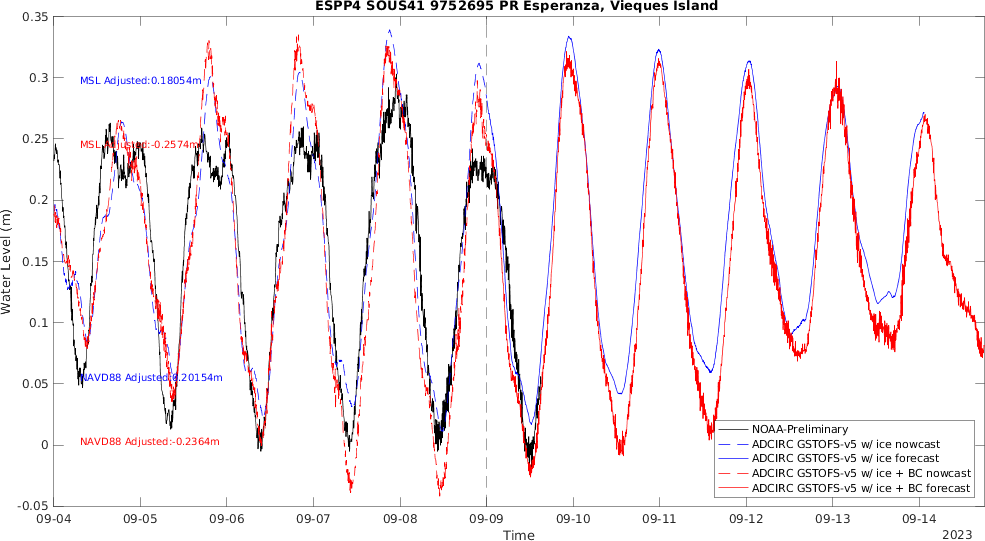 ESPP4 SOUS41 9752695 PR Esperanza, Vieques Island
0.35
0.3
0.25
0.2
0.15
0.1
0.05
0
-0.05
Water Level (m)
MSL Adjusted:0.18054m
MSL Adjusted:-0.2574m
NAVD88 Adjusted:0.20154m
NAVD88 Adjusted:-0.2364m
NOAA-Preliminary
ADCIRC GSTOFS-v5 w/ ice nowcast
ADCIRC GSTOFS-v5 w/ ice forecast
ADCIRC GSTOFS-v5 w/ ice + BC nowcast
ADCIRC GSTOFS-v5 w/ ice + BC forecast
09-04 09-05 09-06 09-07 09-08 09-09 09-10 09-11 09-12 09-13 09-14
Time
2023